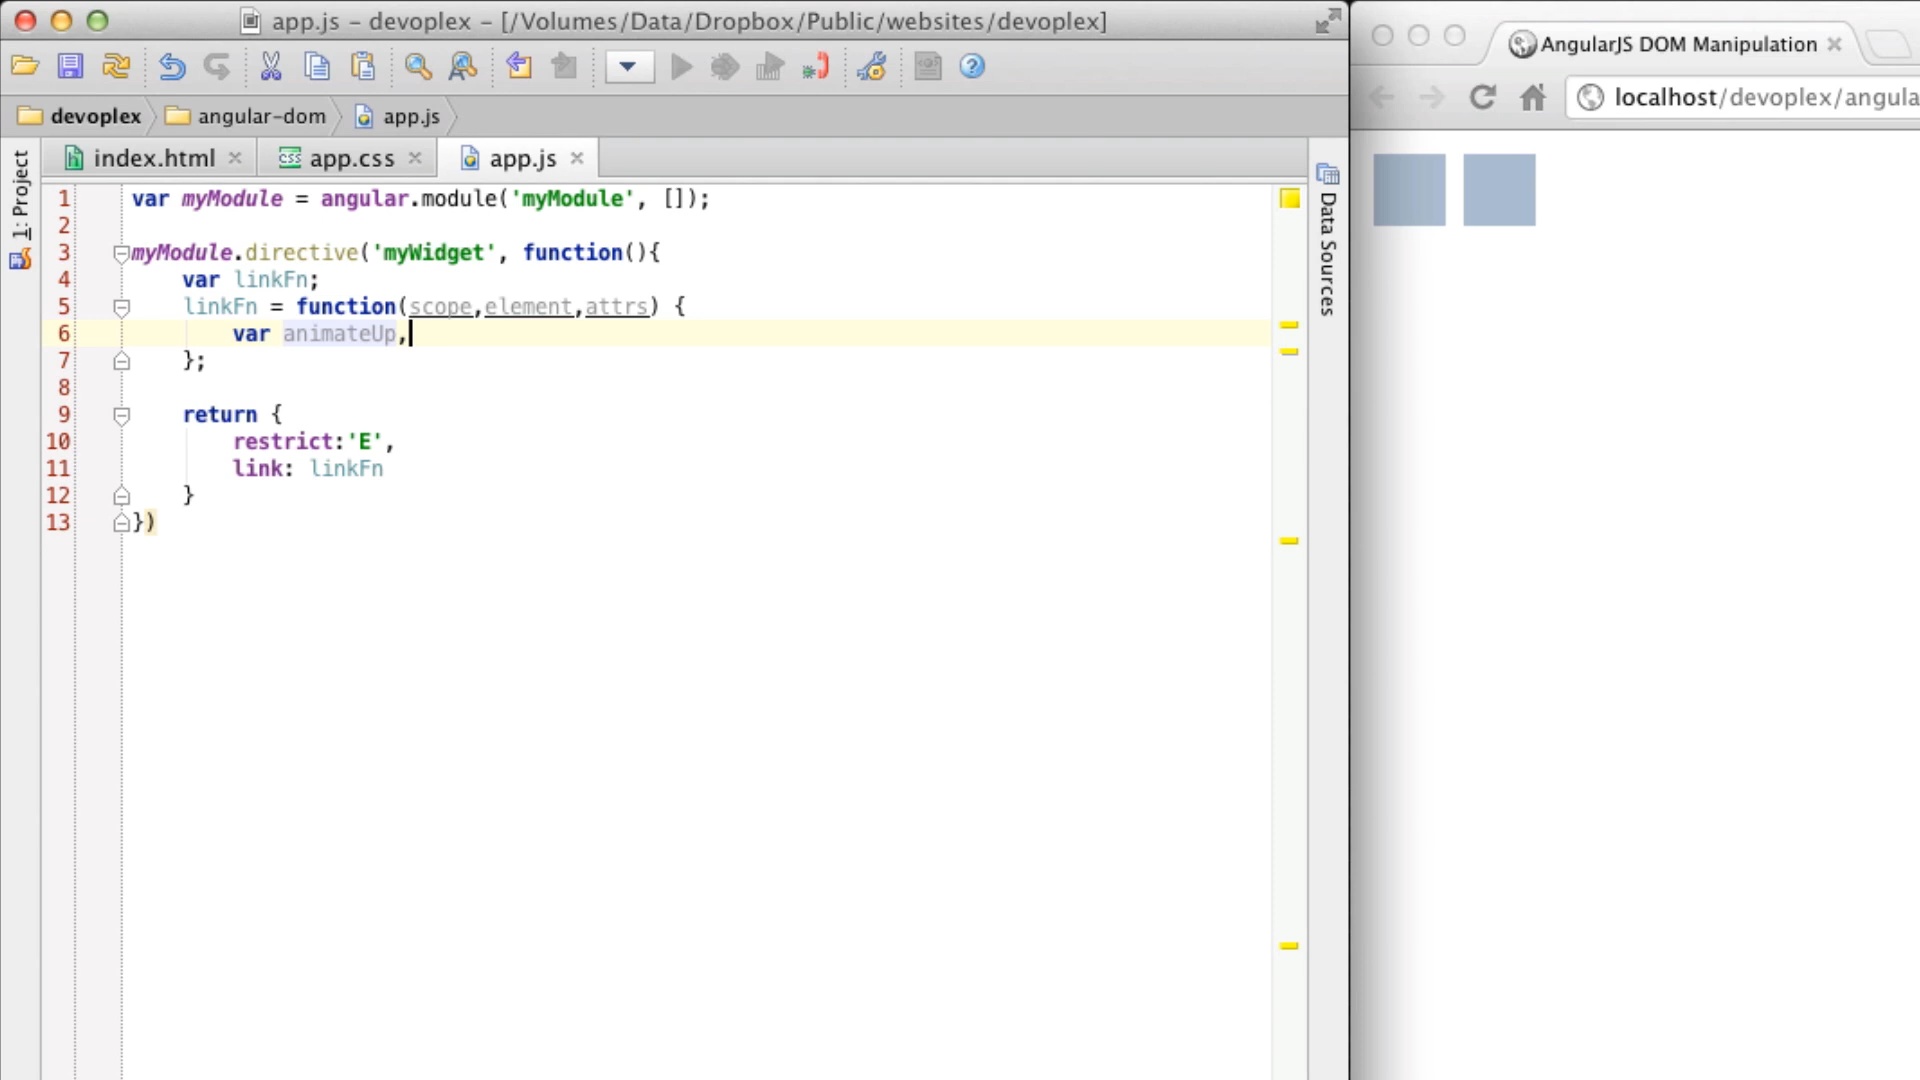 app.js – devoplex – [/Volumes/Data/Dropbox/Public/websites/devoplex]
AngularJS DOM Manipulation
localhost/devoplex/angula
devoplex
angular-dom
app.js
index.html
css app.css
app.js
1: Project
Data Sources
1 var myModule = angular.module('myModule', []);
2
3 myModule.directive('myWidget', function(){
4 var linkFn;
5 linkFn = function(scope,element,attrs) {
6 var animateUp,
7 };
8
9 return {
10 restrict:'E',
11 link: linkFn
12 }
13 })